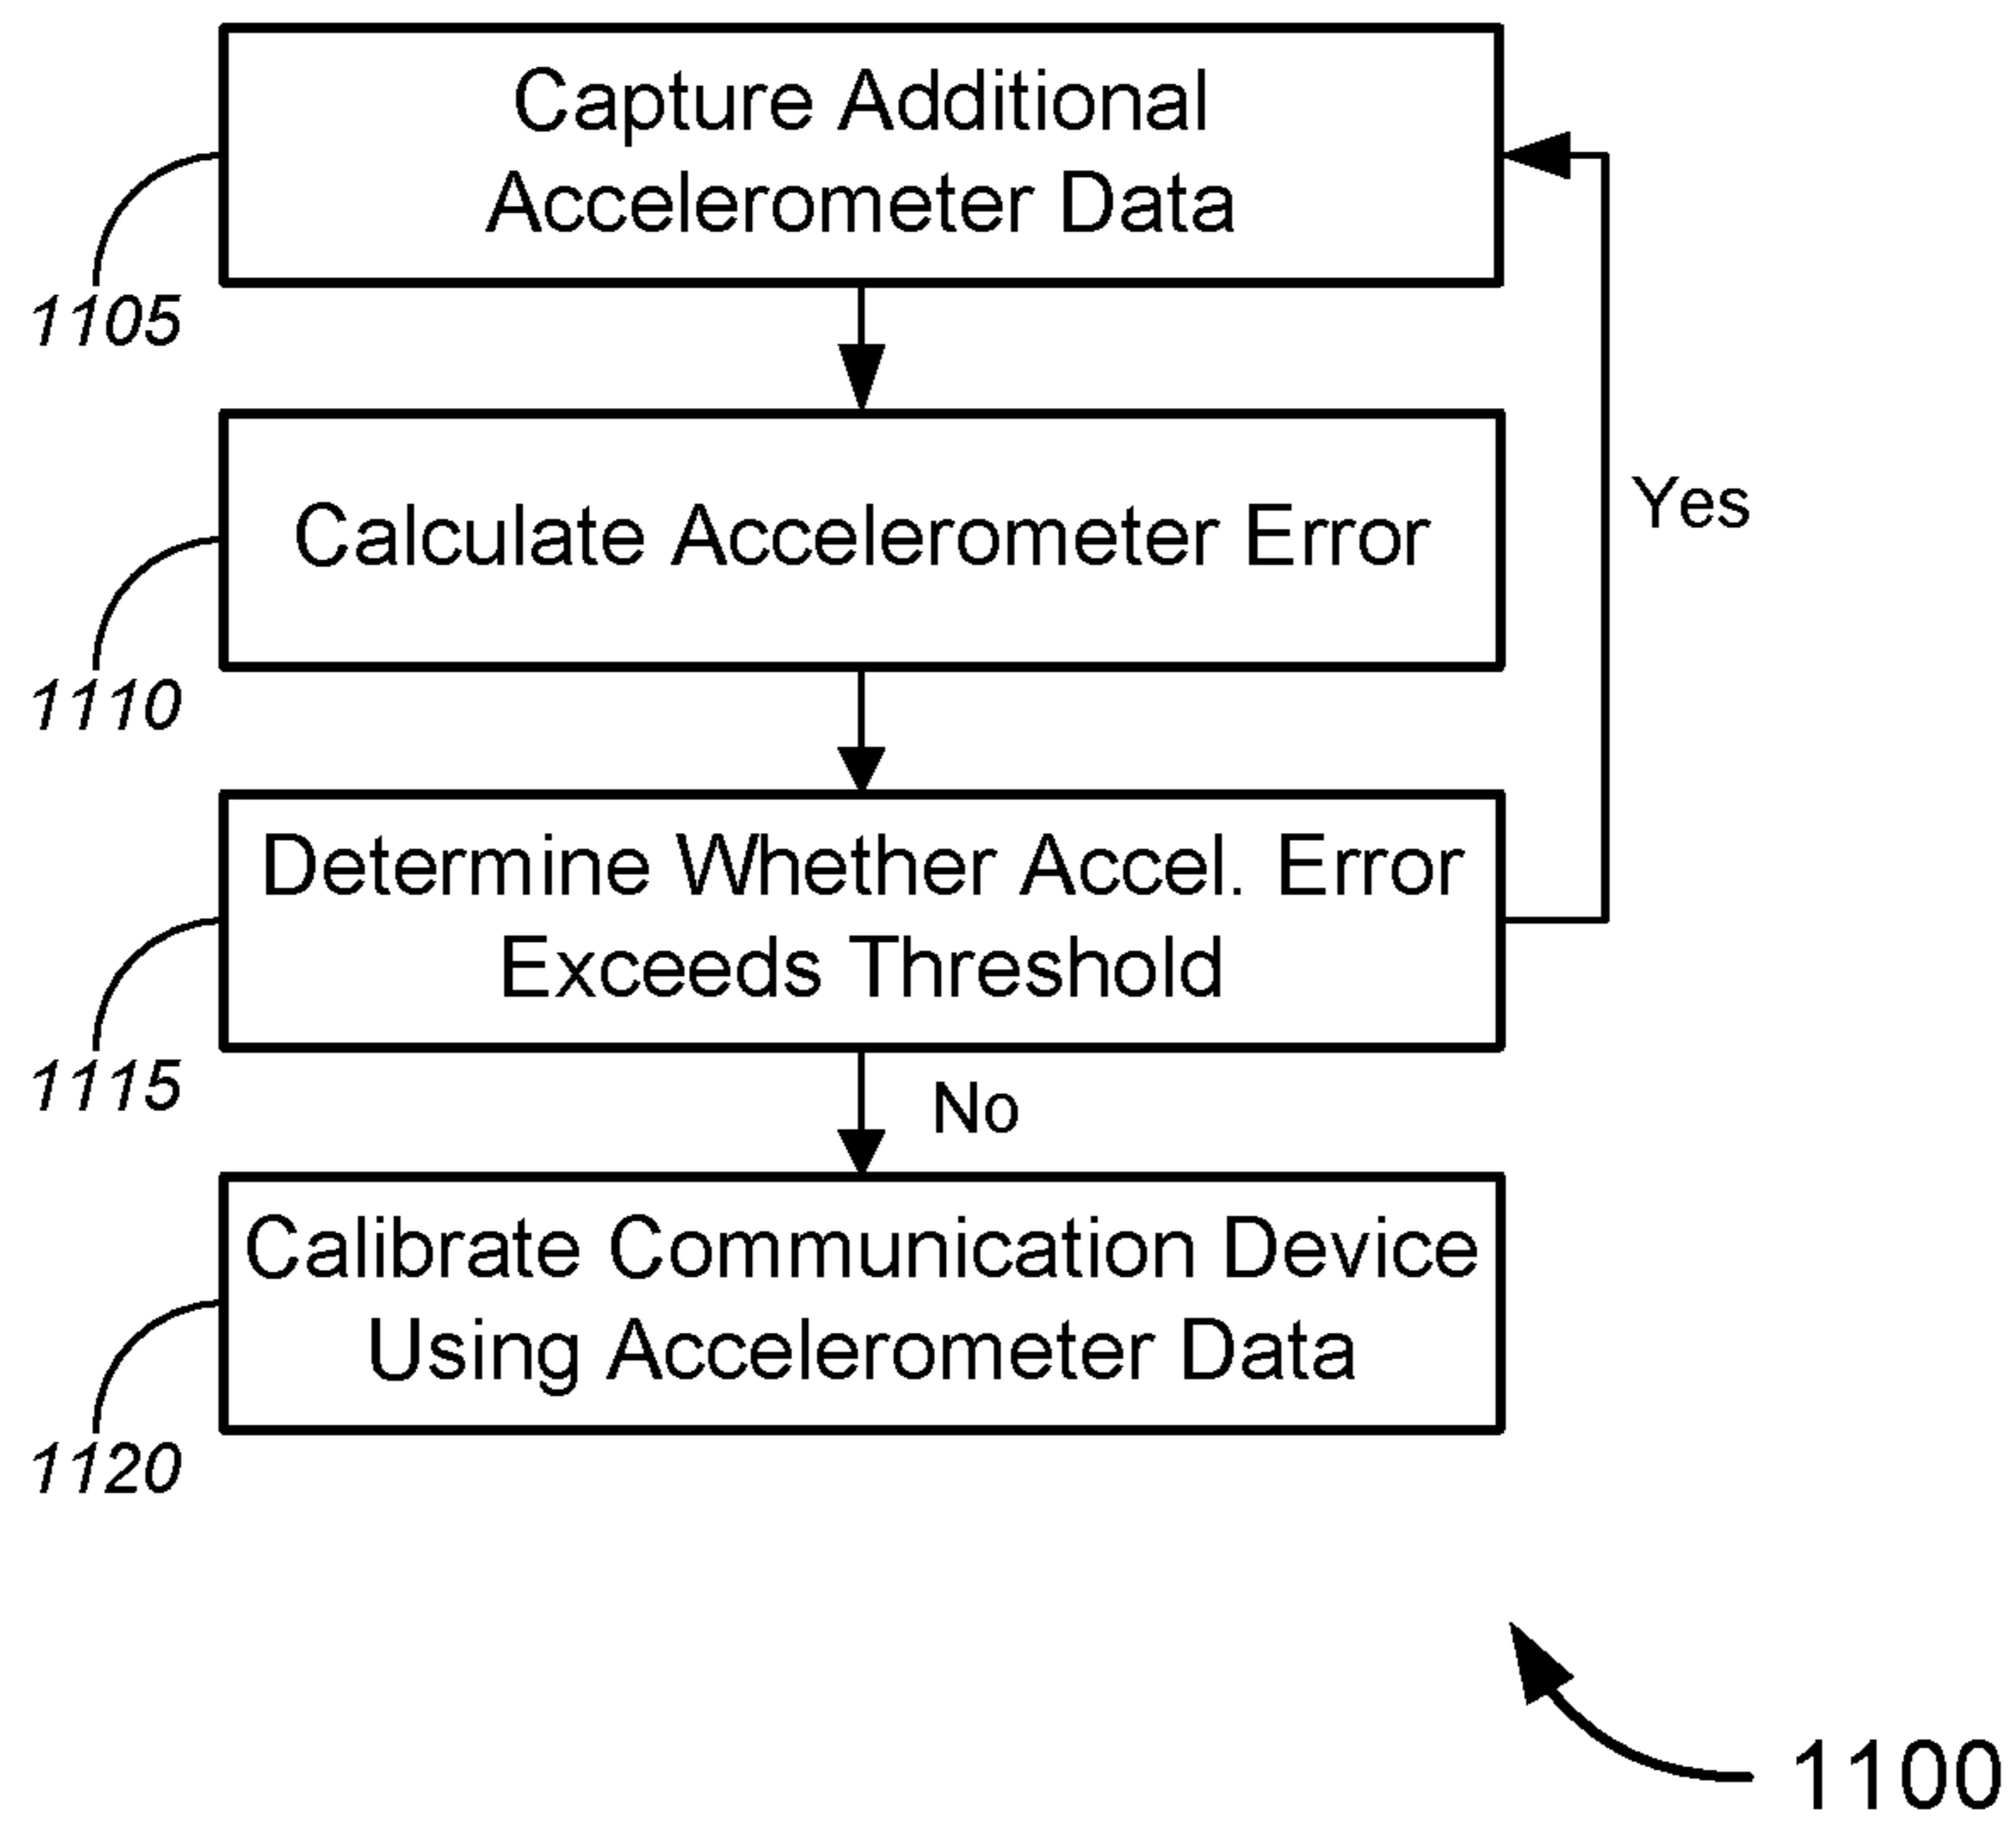 Capture Additional
Accelerometer Data
1105
Calculate Accelerometer Error
Yes
1110
Determine Whether Accel. Error
Exceeds Threshold
1115
No
Calibrate Communication Device
Using Accelerometer Data
1120
1100